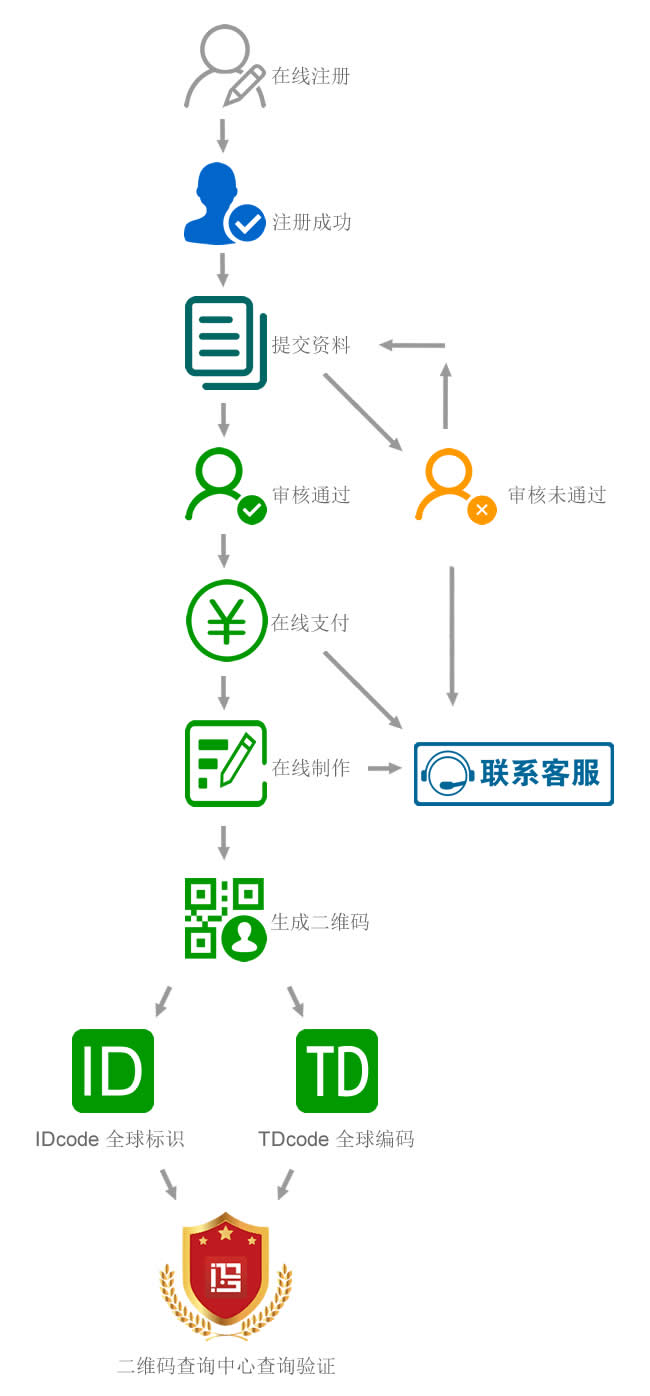 在线注册
注册成功
提交资料
审核通过
审核未通过
¥
在线支付
在线制作
联系客服
生成二维码
ID
TD
IDcode 全球标识
TDcode 全球编码
二维码查询中心查询验证